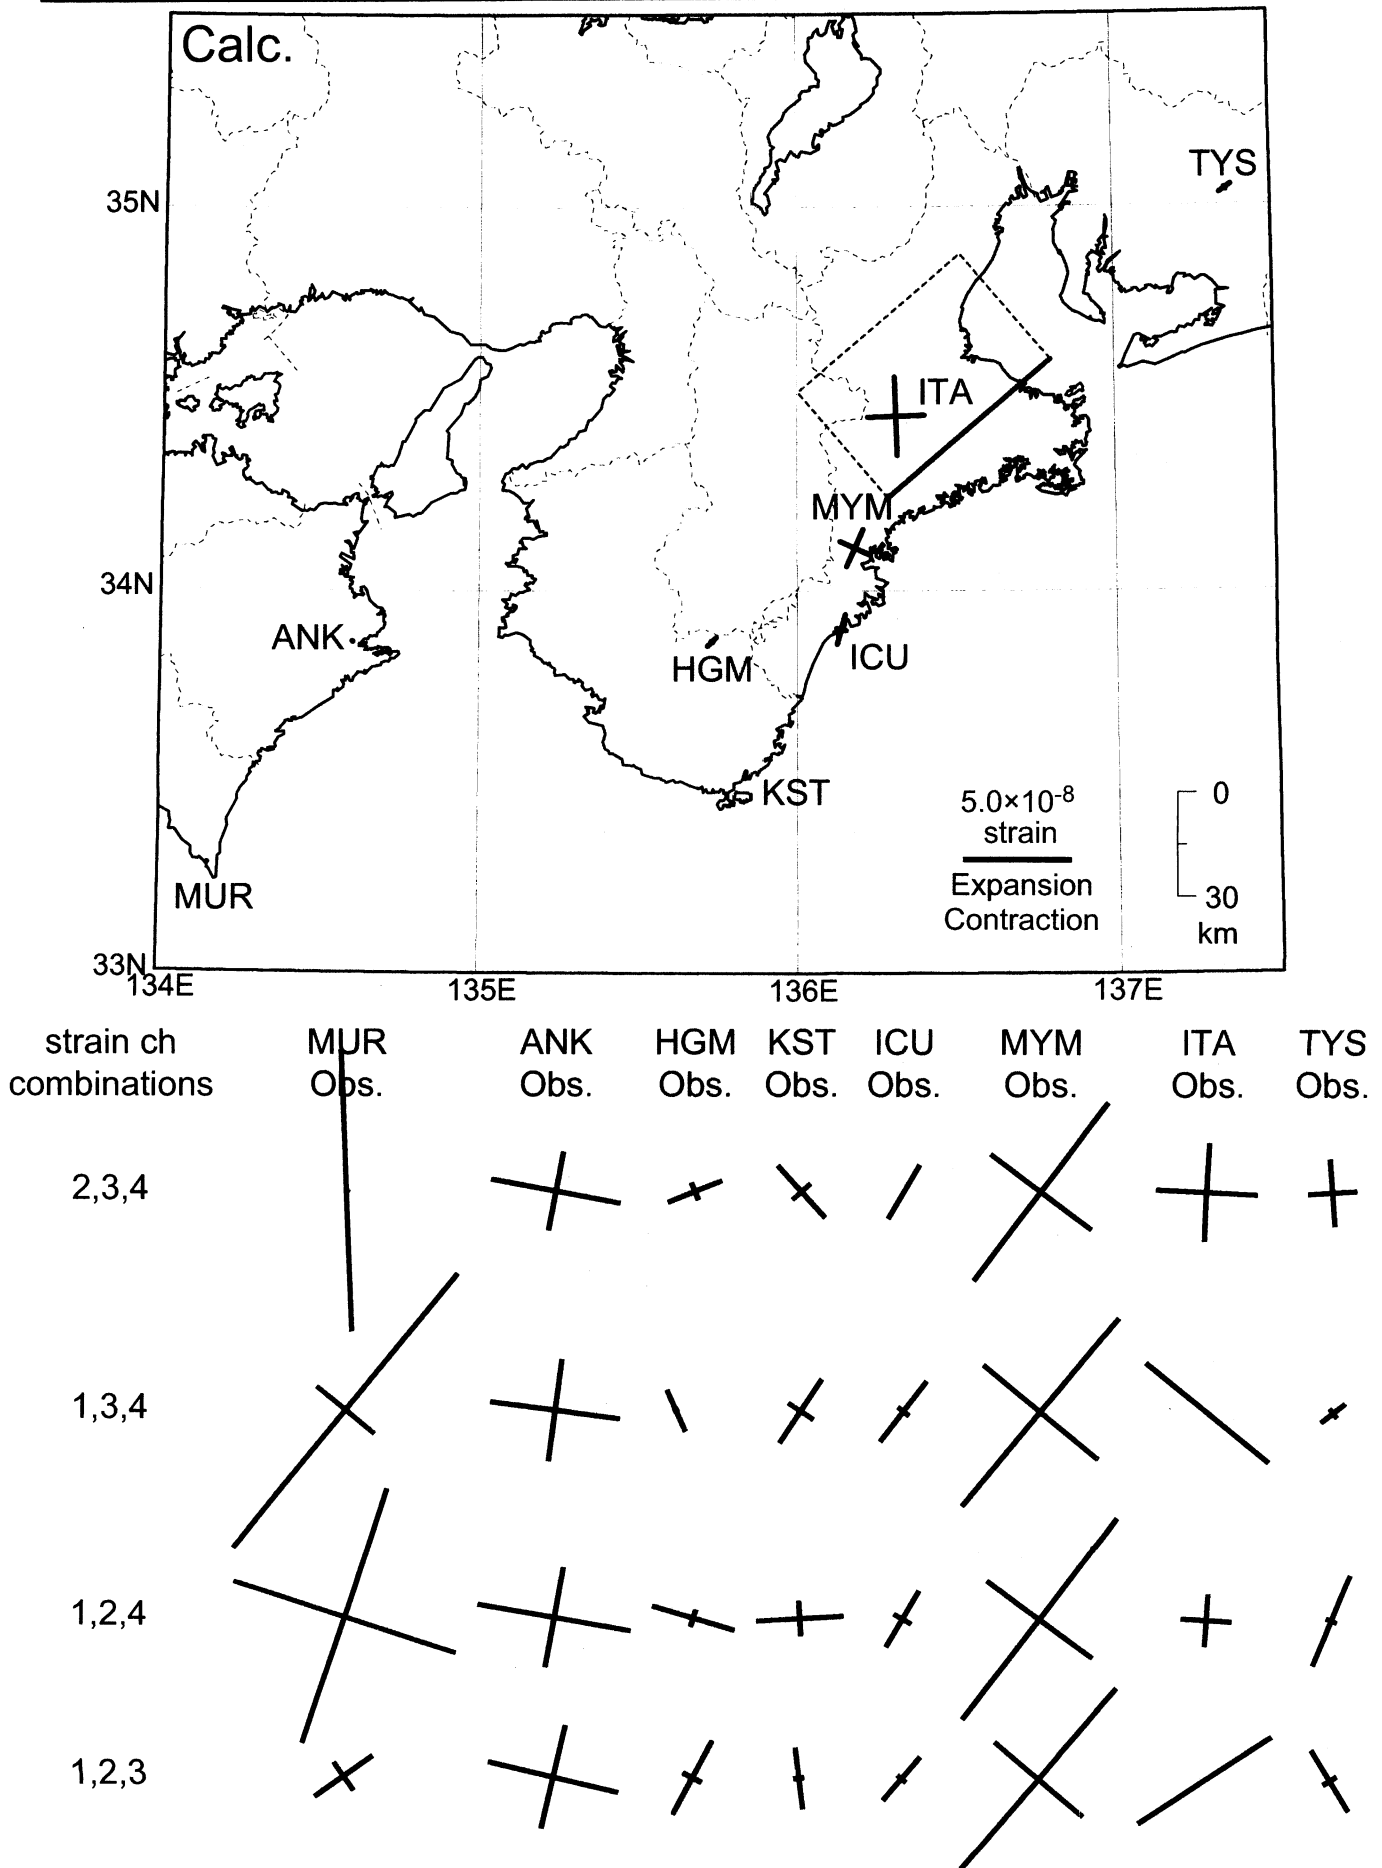 Calc.
TYS
35N
ITA
MYM
34N
ANK
HGM
ICU
KST
5.0×10⁻⁸
strain
0
Expansion
Contraction
30
km
MUR
33N
134E
135E
136E
137E
strain ch
combinations
MUR
Obs.
ANK
Obs.
HGM
Obs.
KST
Obs.
ICU
Obs.
MYM
Obs.
ITA
Obs.
TYS
Obs.
2,3,4
1,3,4
1,2,4
1,2,3